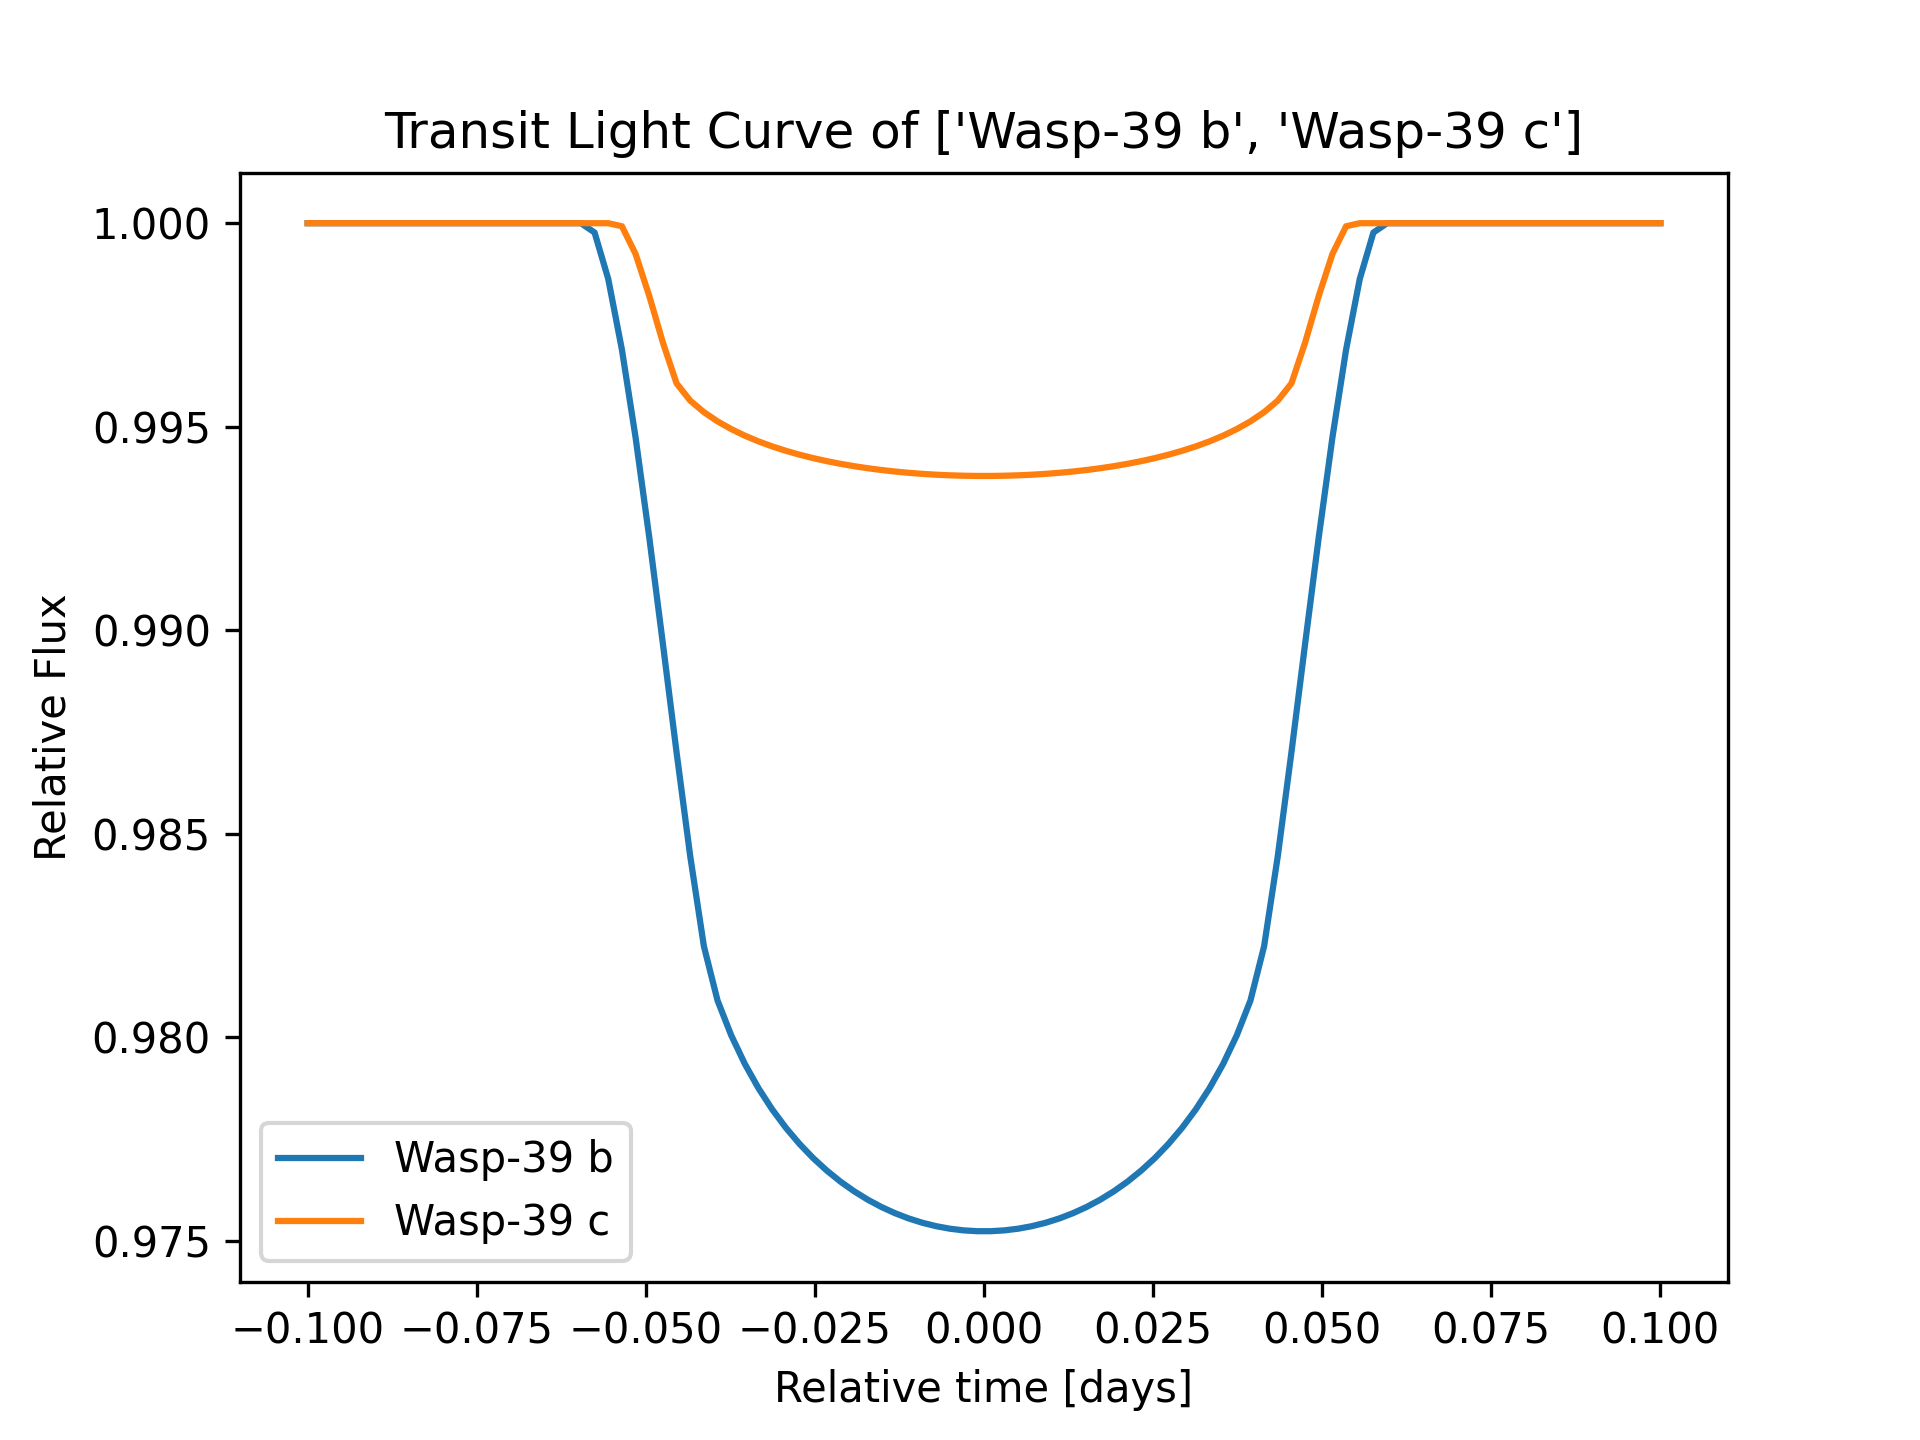 Transit Light Curve of ['Wasp-39 b', 'Wasp-39 c']
1.000
0.995
0.990
0.985
0.980
0.975
Relative Flux
Wasp-39 b
Wasp-39 c
−0.100 −0.075 −0.050 −0.025 0.000 0.025 0.050 0.075 0.100
Relative time [days]